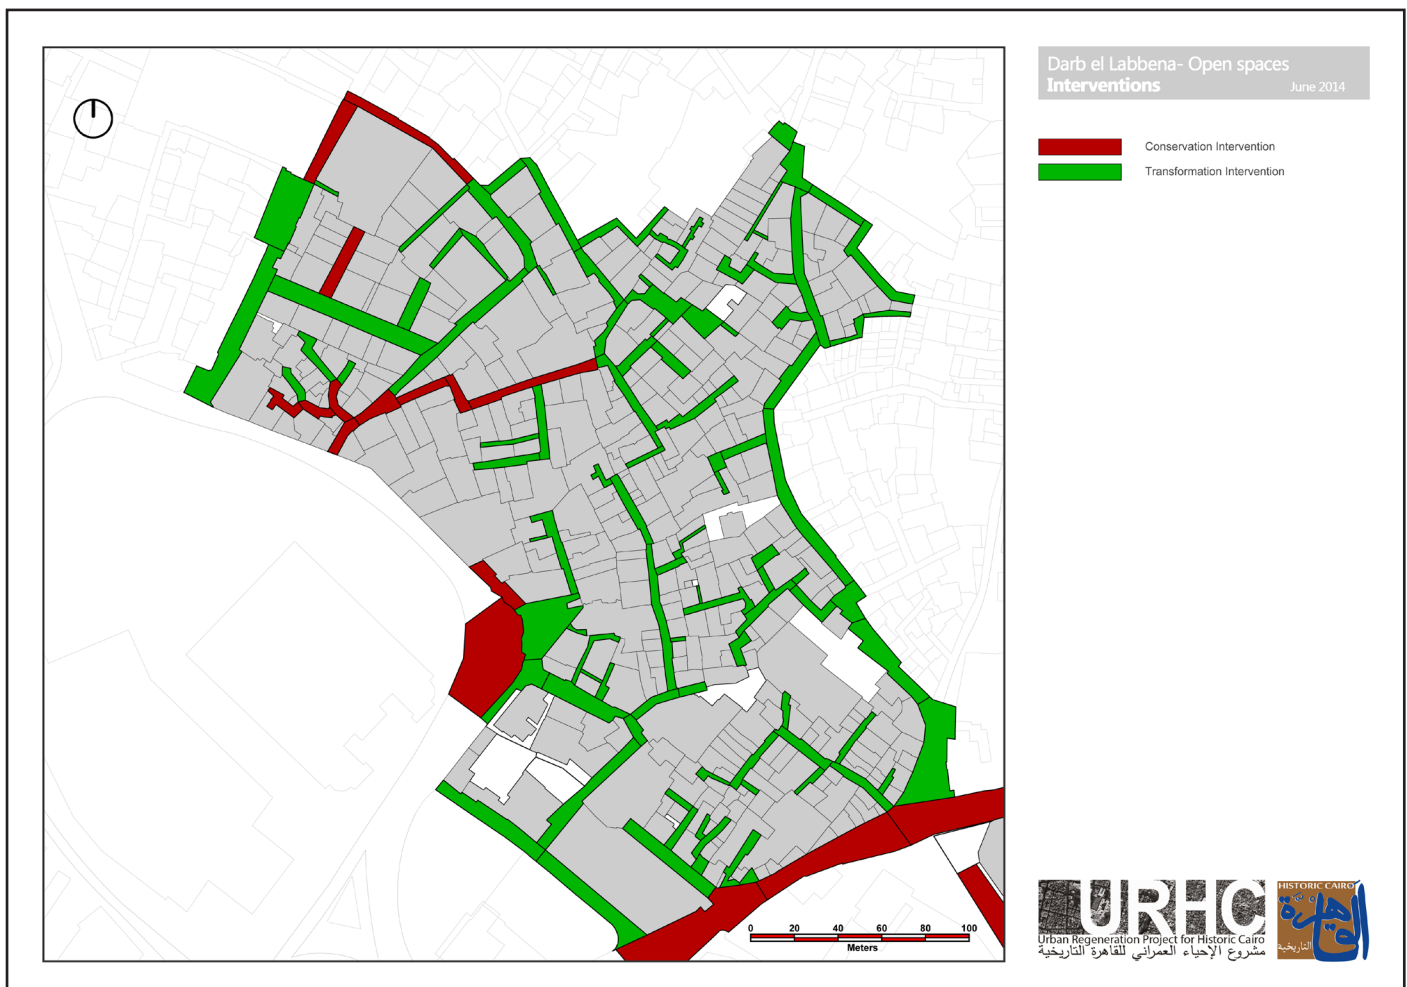 Darb el Labbena- Open spaces
Interventions
June 2014
Conservation Intervention
Transformation Intervention
0 20 40 60 80 100
Meters
URHC
Urban Regeneration Project for Historic Cairo
مشروع الإحياء العمراني للقاهرة التاريخية
HISTORIC CAIRO
القاهرة
التاريخية